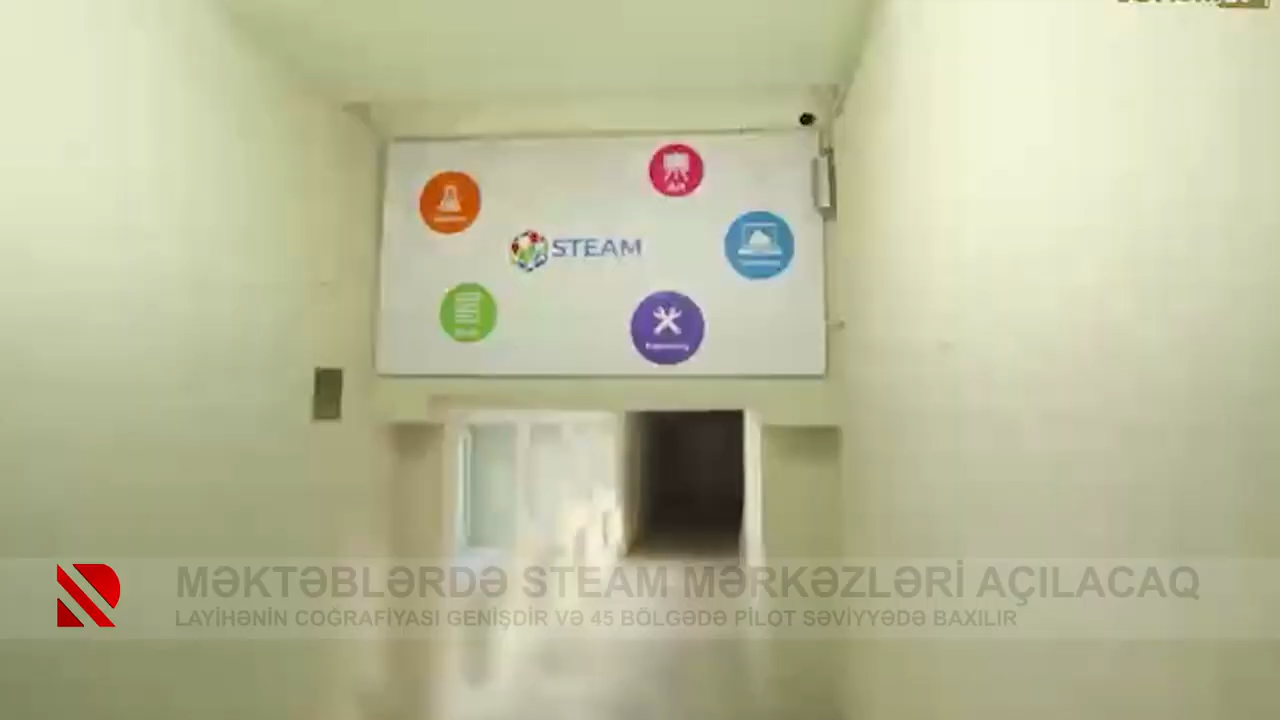 STEAM
MƏKTƏBLƏRDƏ STEAM MƏRKƏZLƏRİ AÇILACAQ
LAYİHƏNİN COĞRAFİYASI GENİŞDİR VƏ 45 BÖLGƏDƏ PİLOT SƏVİYYƏDƏ BAXILIR